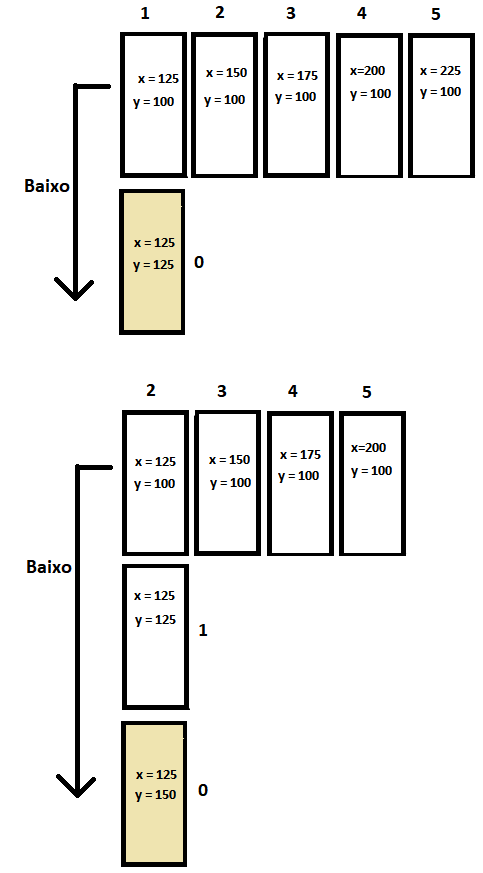 1 2 3 4 5
x = 125 x = 150 x = 175 x=200 x = 225
y = 100 y = 100 y = 100 y = 100 y = 100
Baixo
x = 125
y = 125
0
2 3 4 5
x = 125 x = 150 x = 175 x=200
y = 100 y = 100 y = 100 y = 100
Baixo
x = 125
y = 125
1
x = 125
y = 150
0